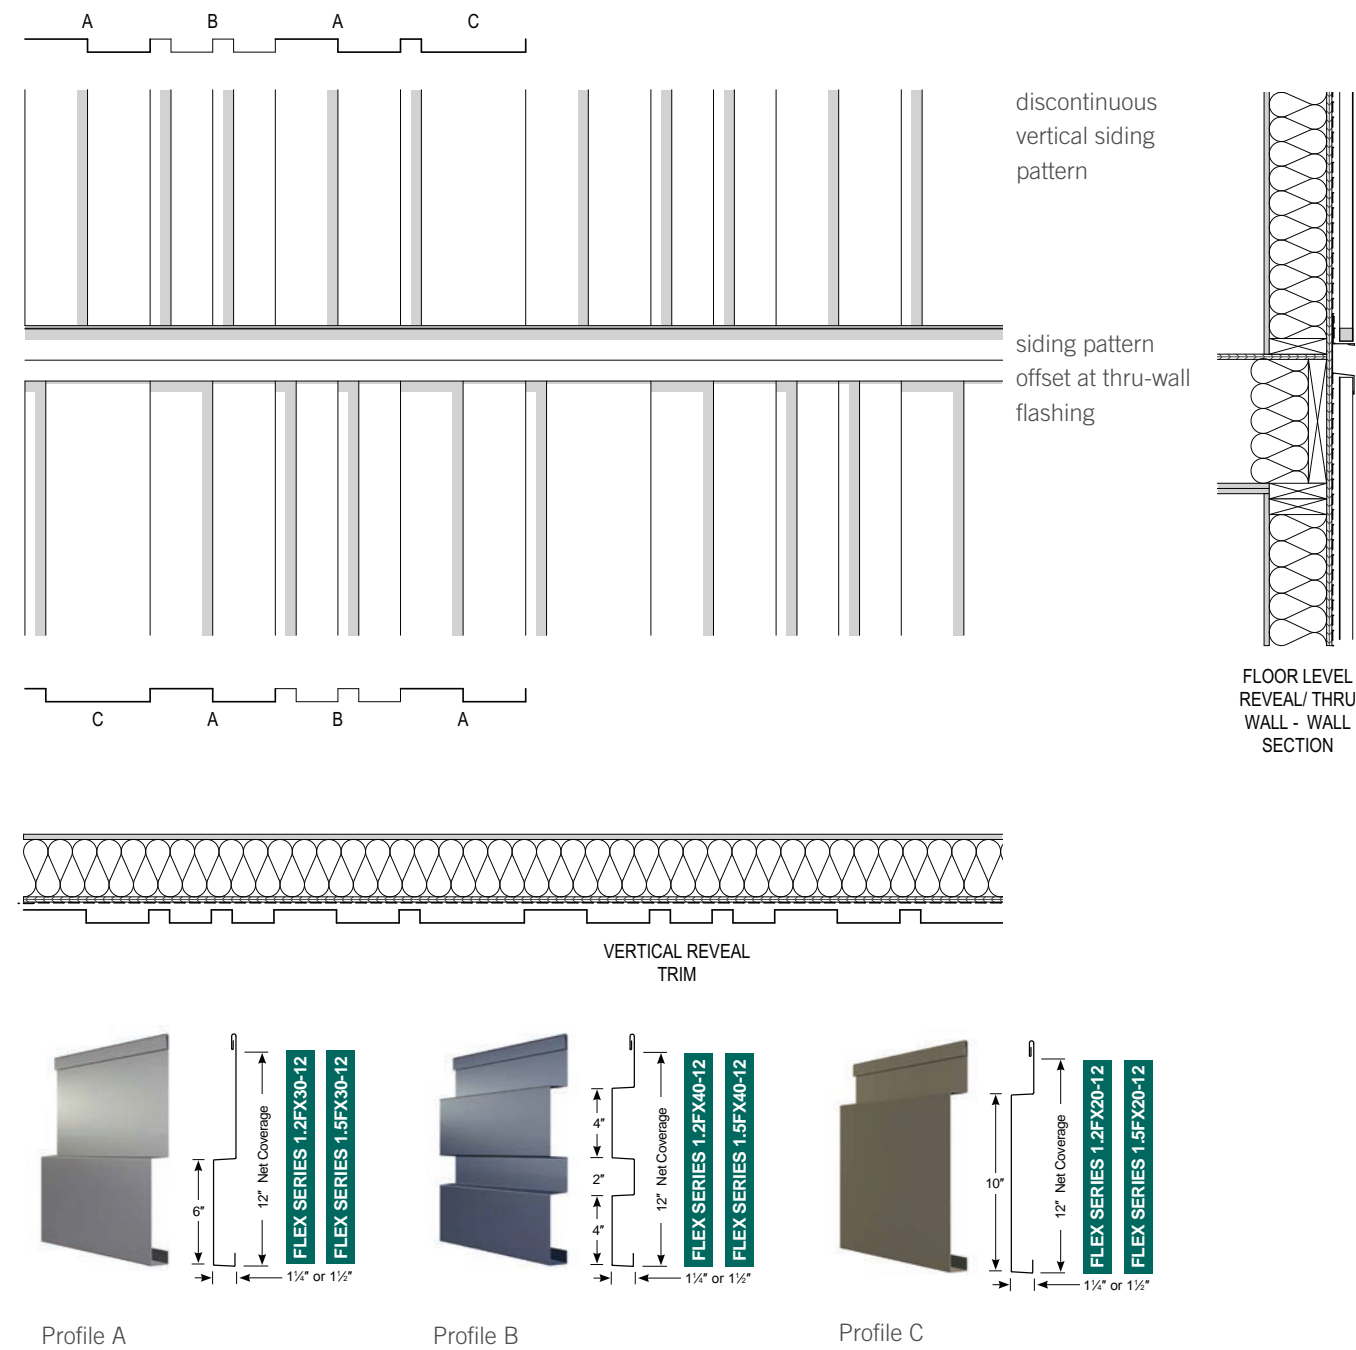 A B A C
discontinuous
vertical siding
pattern
siding pattern
offset at thru-wall
flashing
C A B A
FLOOR LEVEL
REVEAL/ THRU
WALL - WALL
SECTION
VERTICAL REVEAL
TRIM
6"
12" Net Coverage
1¼" or 1½"
FLEX SERIES 1.2FX30-12
FLEX SERIES 1.5FX30-12
4"
2"
4"
12" Net Coverage
1¼" or 1½"
FLEX SERIES 1.2FX40-12
FLEX SERIES 1.5FX40-12
10"
12" Net Coverage
1¼" or 1½"
FLEX SERIES 1.2FX20-12
FLEX SERIES 1.5FX20-12
Profile A
Profile B
Profile C